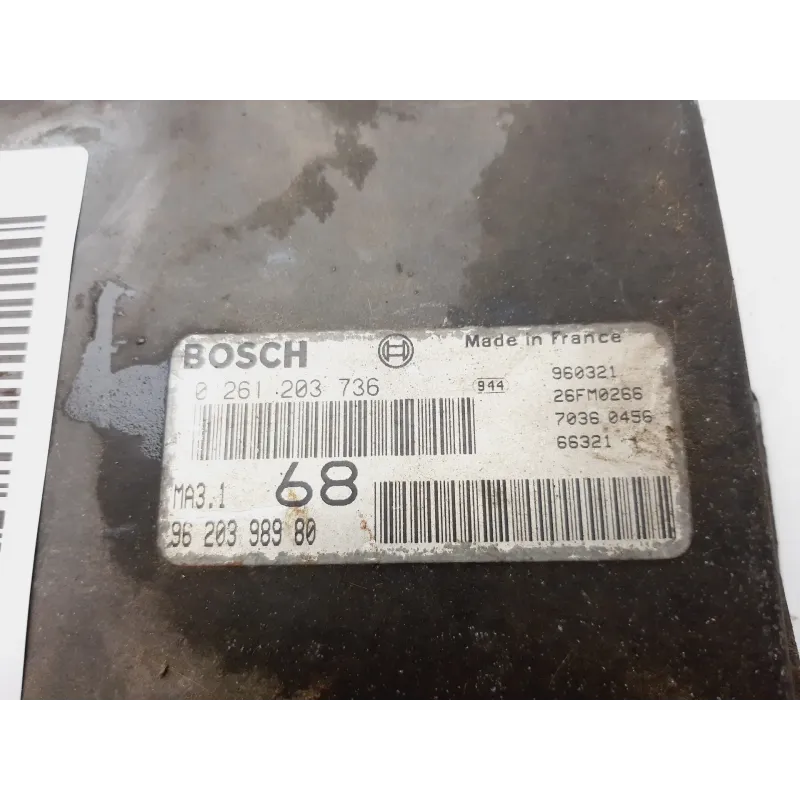 BOSCH
Made in France
0 261 203 736
944
960321
26FM0266
7036 0456
66321
MA3.1
68
96 203 989 80